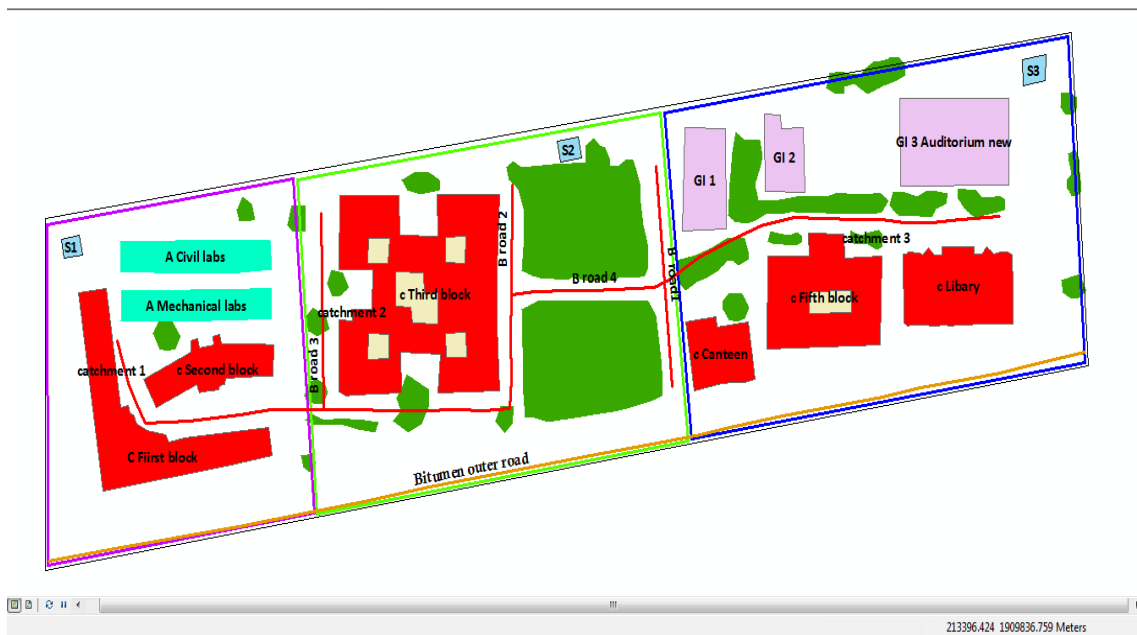 S3
GI 3 Auditorium new
S2
GI 2
GI 1
S1
B road 2
catchment 3
A Civil labs
B road1
B road 4
c Third block
c Fifth block
c Libary
A Mechanical labs
catchment 2
B road 3
c Canteen
catchment 1
c Second block
C Fiirst block
Bitumen outer road
213396.424 1909836.759 Meters